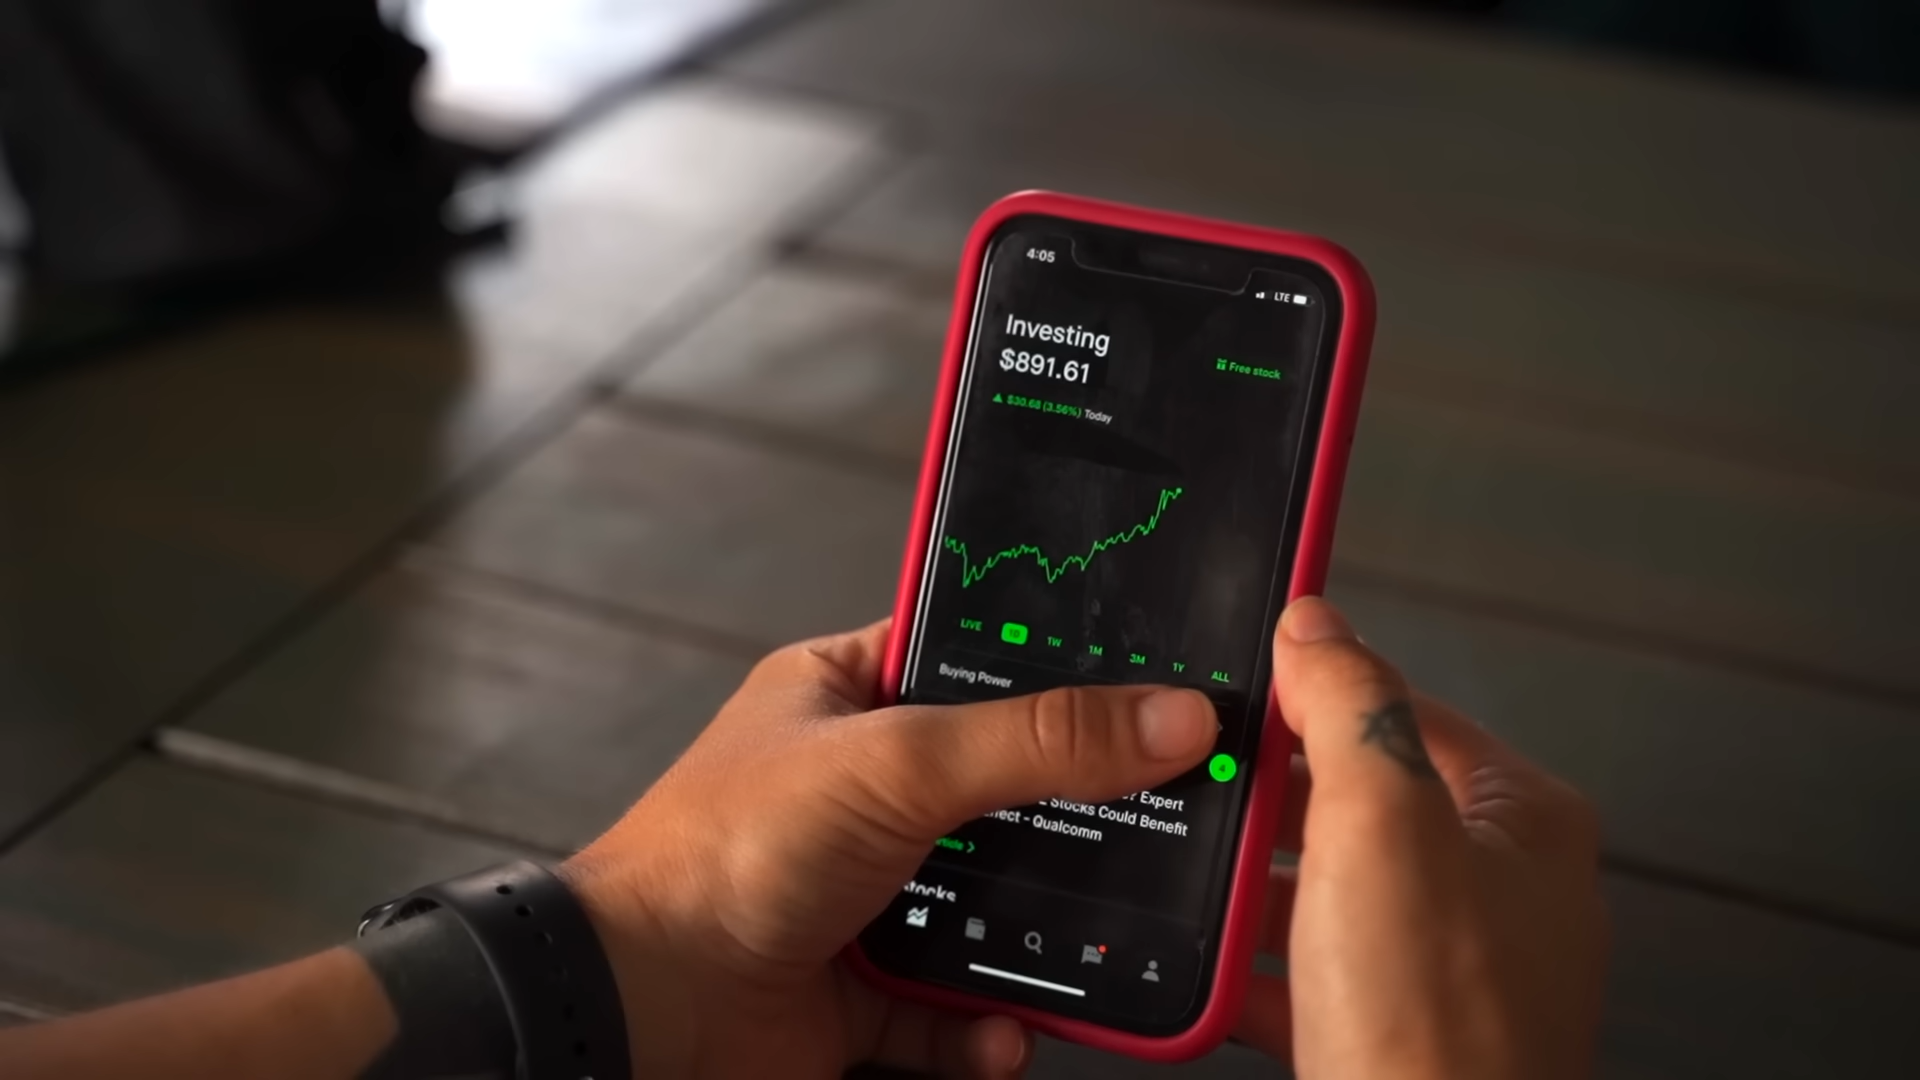 4:05
LTE
Investing
$891.61
Free stock
$30.68 (3.56%) Today
LIVE 1D 1W 1M 3M 1Y ALL
Buying Power
4
Expert
Stocks Could Benefit
- Qualcomm